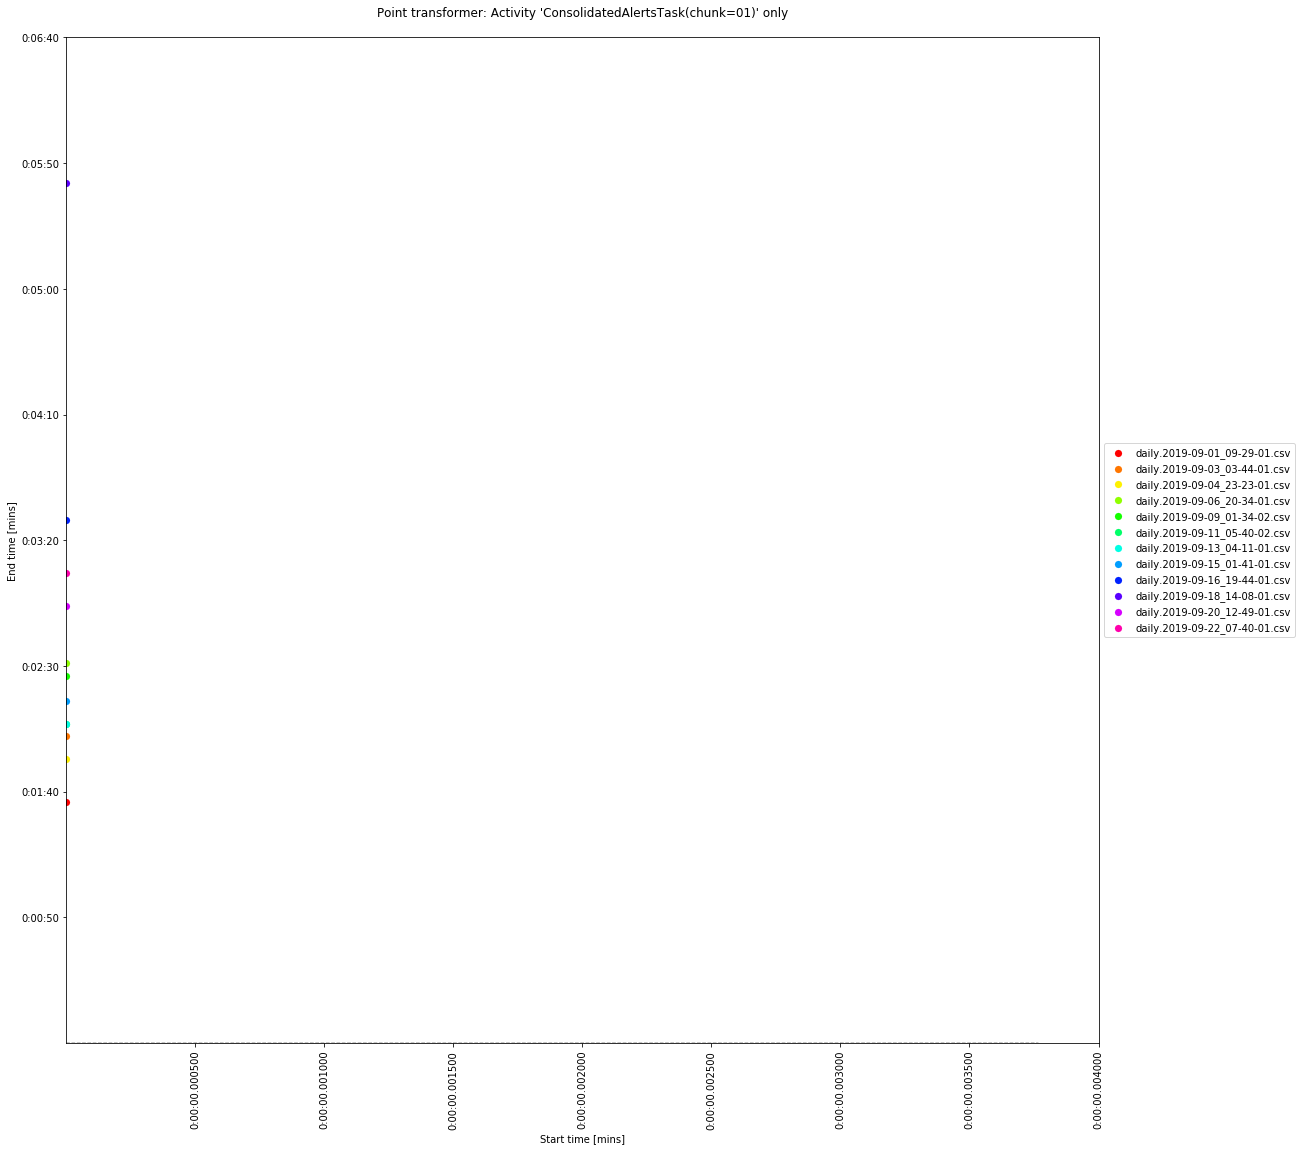 Point transformer: Activity 'ConsolidatedAlertsTask(chunk=01)' only
0:06:40
0:05:50
0:05:00
0:04:10
0:03:20
0:02:30
0:01:40
0:00:50
End time [mins]
daily.2019-09-01_09-29-01.csv
daily.2019-09-03_03-44-01.csv
daily.2019-09-04_23-23-01.csv
daily.2019-09-06_20-34-01.csv
daily.2019-09-09_01-34-02.csv
daily.2019-09-11_05-40-02.csv
daily.2019-09-13_04-11-01.csv
daily.2019-09-15_01-41-01.csv
daily.2019-09-16_19-44-01.csv
daily.2019-09-18_14-08-01.csv
daily.2019-09-20_12-49-01.csv
daily.2019-09-22_07-40-01.csv
0:00:00.000500
0:00:00.001000
0:00:00.001500
0:00:00.002000
0:00:00.002500
0:00:00.003000
0:00:00.003500
0:00:00.004000
Start time [mins]